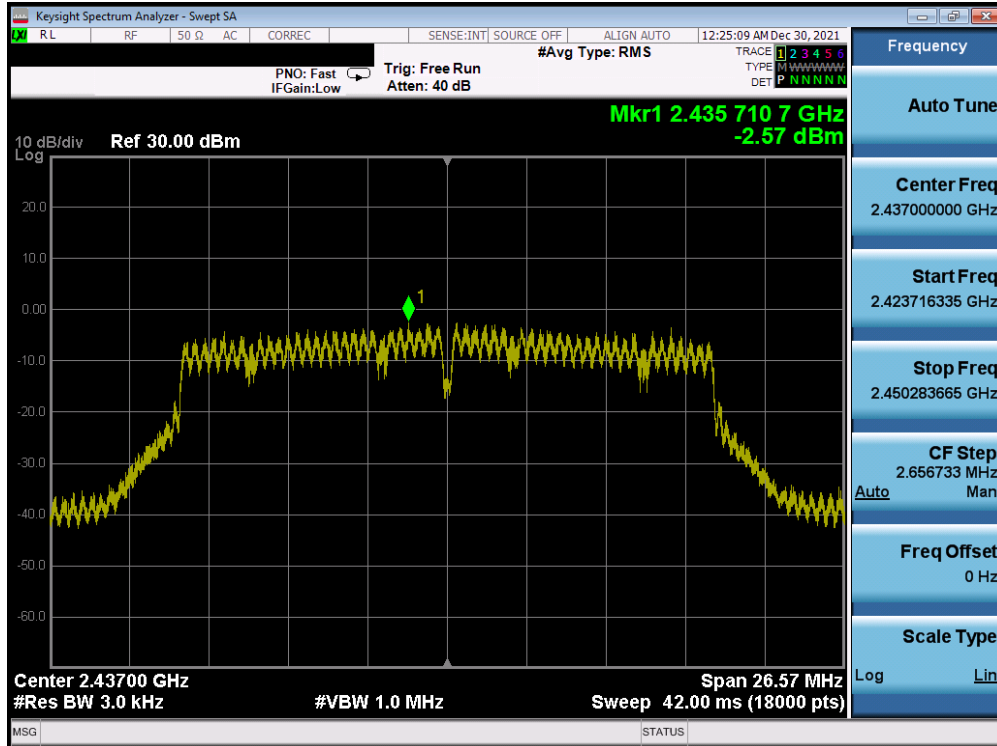 Keysight Spectrum Analyzer - Swept SA
LXI RL RF 50 Ω AC CORREC SENSE:INT SOURCE OFF ALIGN AUTO 12:25:09 AM Dec 30, 2021
#Avg Type: RMS
TRACE 1 2 3 4 5 6
PNO: Fast Trig: Free Run TYPE M WWWWW
IFGain:Low Atten: 40 dB DET P N N N N N
Mkr1 2.435 710 7 GHz
-2.57 dBm
10 dB/div Ref 30.00 dBm
Log
20.0
10.0
0.00
1
-10.0
-20.0
-30.0
-40.0
-50.0
-60.0
Center 2.43700 GHz Span 26.57 MHz
#Res BW 3.0 kHz #VBW 1.0 MHz Sweep 42.00 ms (18000 pts)
MSG STATUS
Frequency
Auto Tune
Center Freq
2.437000000 GHz
Start Freq
2.423716335 GHz
Stop Freq
2.450283665 GHz
CF Step
2.656733 MHz
Auto Man
Freq Offset
0 Hz
Scale Type
Log Lin